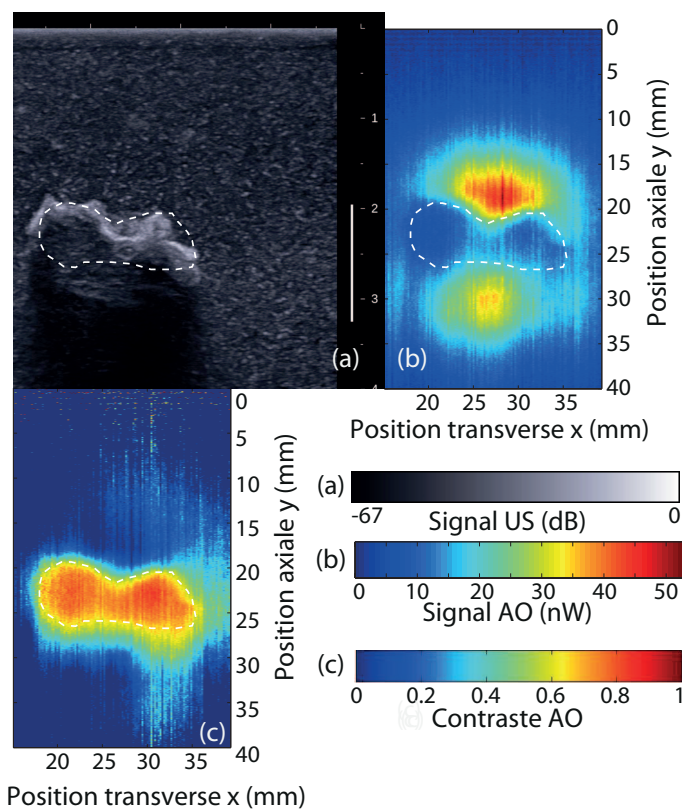 1
2
3
4
(a)
(b)
0
5
10
15
20
25
30
35
40
Position axiale y (mm)
20 25 30 35
Position transverse x (mm)
(c)
0
5
10
15
20
25
30
35
40
Position axiale y (mm)
20 25 30 35
Position transverse x (mm)
(a)
-67 0
Signal US (dB)
(b)
0 10 20 30 40 50
Signal AO (nW)
(c)
0 0.2 0.4 0.6 0.8 1
Contraste AO